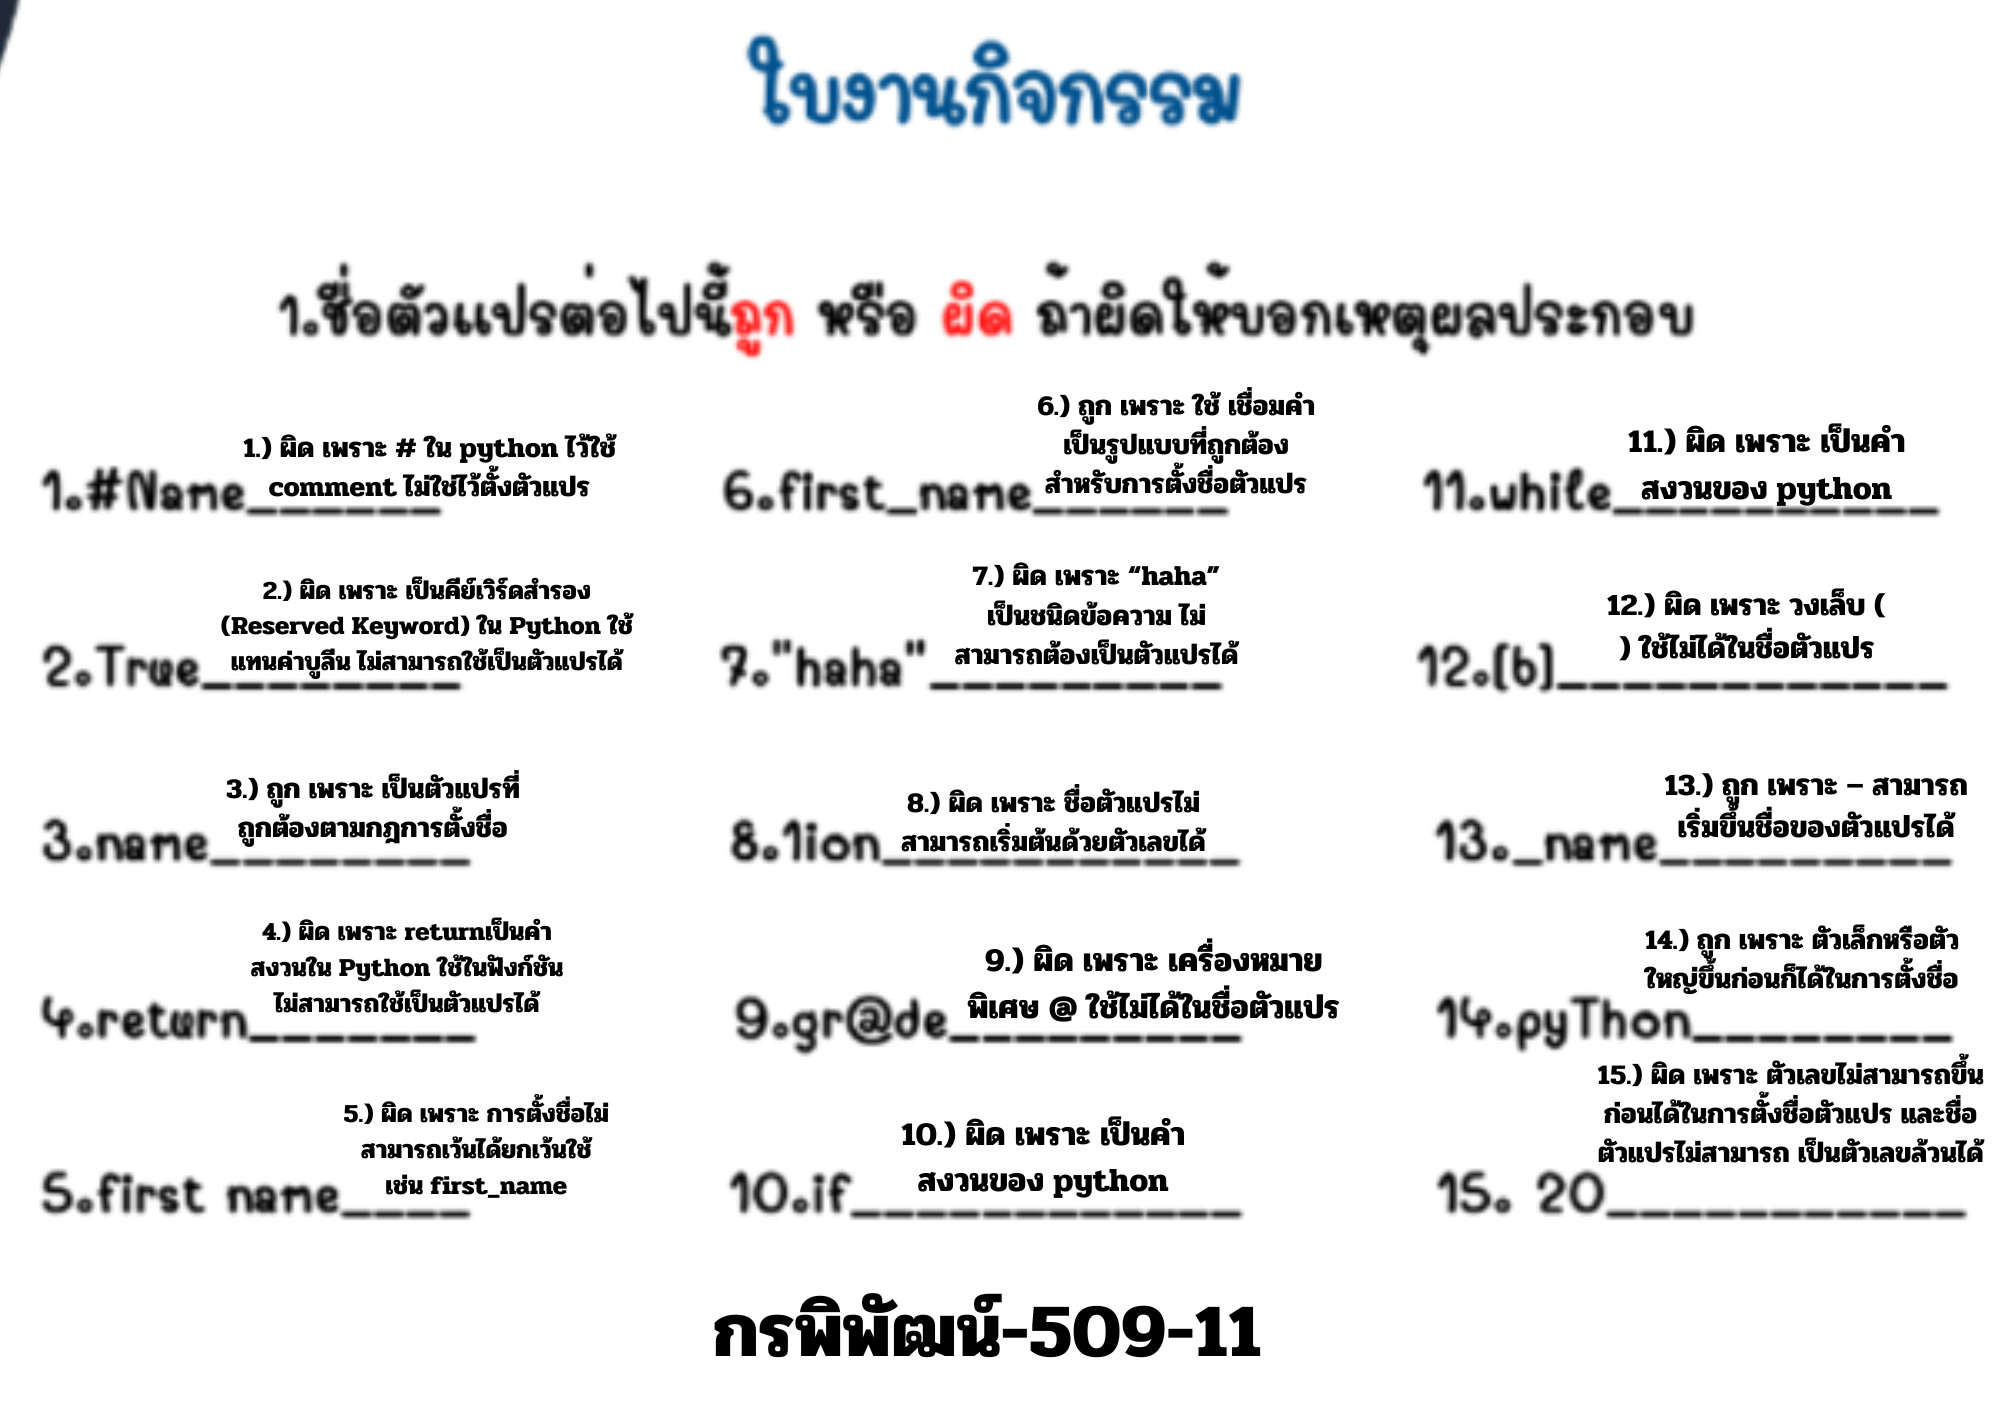 ใบงานกิจกรรม
1.ชื่อตัวแปรต่อไปนี้ถูก หรือ ผิด ถ้าผิดให้บอกเหตุผลประกอบ
1.) ผิด เพราะ # ใน python ไว้ใช้
comment ไม่ใช่ไว้ตั้งตัวแปร
1.#Name______
2.) ผิด เพราะ เป็นคีย์เวิร์ดสำรอง
(Reserved Keyword) ใน Python ใช้
แทนค่าบูลีน ไม่สามารถใช้เป็นตัวแปรได้
2.True________
3.) ถูก เพราะ เป็นตัวแปรที่
ถูกต้องตามกฎการตั้งชื่อ
3.name________
4.) ผิด เพราะ returnเป็นคำ
สงวนใน Python ใช้ในฟังก์ชัน
ไม่สามารถใช้เป็นตัวแปรได้
4.return_______
5.) ผิด เพราะ การตั้งชื่อไม่
สามารถเว้นได้ยกเว้นใช้
เช่น first_name
5.first name____
6.) ถูก เพราะ ใช้ เชื่อมคำ
เป็นรูปแบบที่ถูกต้อง
สำหรับการตั้งชื่อตัวแปร
6.first_name______
7.) ผิด เพราะ “haha”
เป็นชนิดข้อความ ไม่
สามารถต้องเป็นตัวแปรได้
7."haha"_________
8.) ผิด เพราะ ชื่อตัวแปรไม่
สามารถเริ่มต้นด้วยตัวเลขได้
8.1ion___________
9.) ผิด เพราะ เครื่องหมาย
พิเศษ @ ใช้ไม่ได้ในชื่อตัวแปร
9.gr@de_________
10.) ผิด เพราะ เป็นคำ
สงวนของ python
10.if____________
11.) ผิด เพราะ เป็นคำ
สงวนของ python
11.while__________
12.) ผิด เพราะ วงเล็บ (
) ใช้ไม่ได้ในชื่อตัวแปร
12.(b)____________
13.) ถูก เพราะ – สามารถ
เริ่มขึ้นชื่อของตัวแปรได้
13._name_________
14.) ถูก เพราะ ตัวเล็กหรือตัว
ใหญ่ขึ้นก่อนก็ได้ในการตั้งชื่อ
14.pyThon________
15.) ผิด เพราะ ตัวเลขไม่สามารถขึ้น
ก่อนได้ในการตั้งชื่อตัวแปร และชื่อ
ตัวแปรไม่สามารถ เป็นตัวเลขล้วนได้
15. 20___________
กรพิพัฒน์-509-11